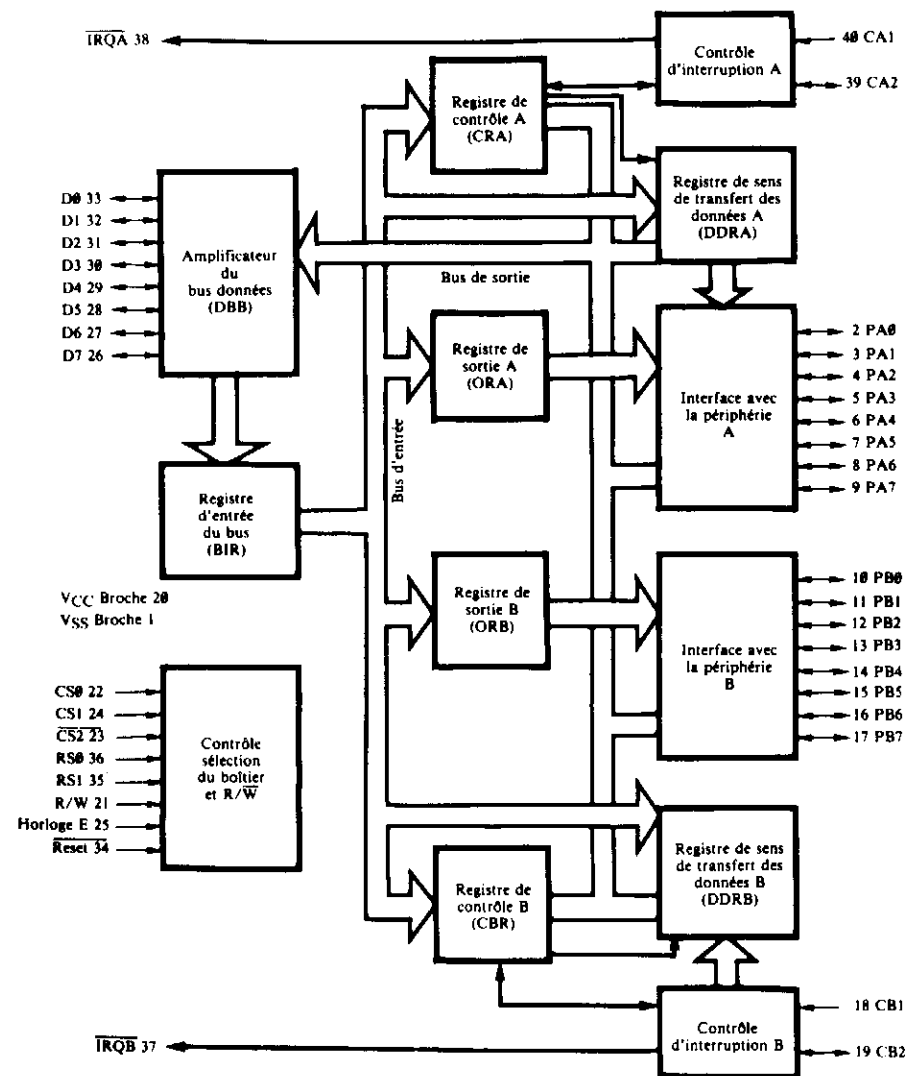 IRQA 38
Contrôle
d'interruption A
40 CA1
39 CA2
Registre de
contrôle A
(CRA)
Registre de sens
de transfert des
données A
(DDRA)
D0 33
D1 32
D2 31
D3 30
D4 29
D5 28
D6 27
D7 26
Amplificateur
du
bus données
(DBB)
Bus de sortie
Registre de
sortie A
(ORA)
Interface avec
la périphérie
A
2 PA0
3 PA1
4 PA2
5 PA3
6 PA4
7 PA5
8 PA6
9 PA7
Bus d'entrée
Registre
d'entrée
du bus
(BIR)
VCC Broche 20
VSS Broche 1
Registre de
sortie B
(ORB)
Interface avec
la périphérie
B
10 PB0
11 PB1
12 PB2
13 PB3
14 PB4
15 PB5
16 PB6
17 PB7
CS0 22
CS1 24
CS2 23
RS0 36
RS1 35
R/W 21
Horloge E 25
Reset 34
Contrôle
sélection
du boîtier
et R/W
Registre de
contrôle B
(CBR)
Registre de sens
de transfert des
données B
(DDRB)
IRQB 37
Contrôle
d'interruption B
18 CB1
19 CB2